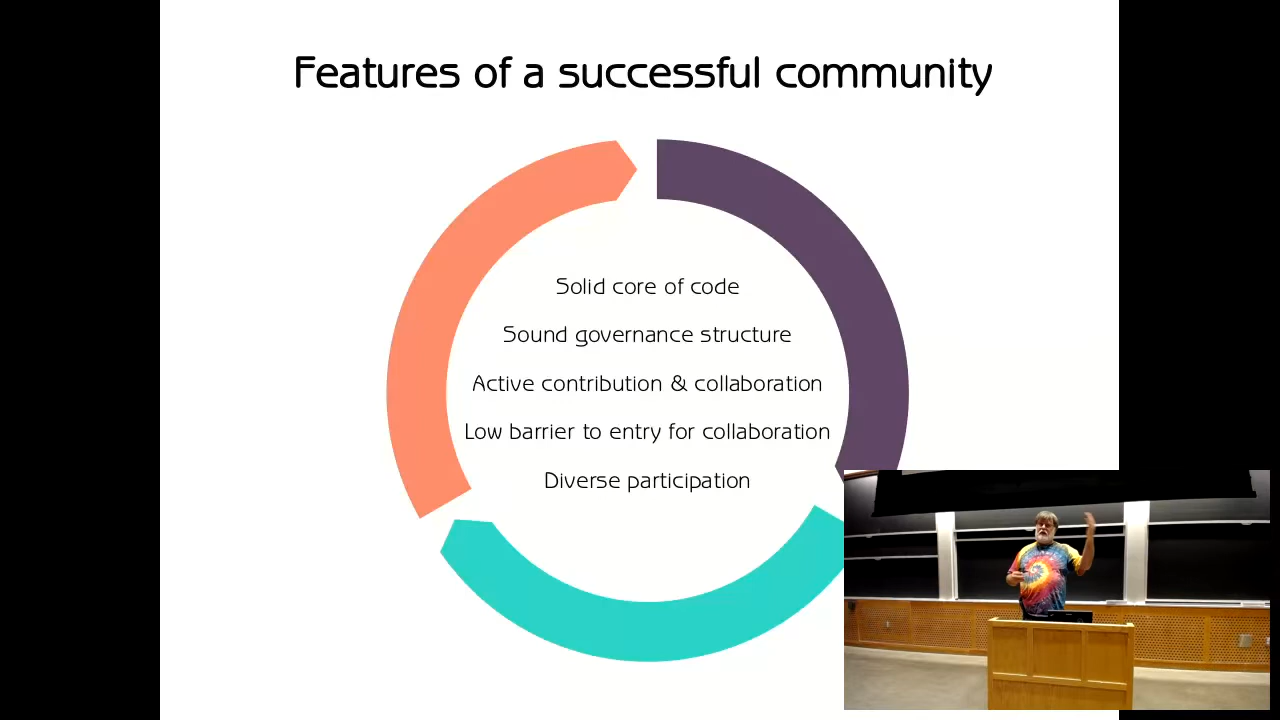 Features of a successful community
Solid core of code
Sound governance structure
Active contribution & collaboration
Low barrier to entry for collaboration
Diverse participation